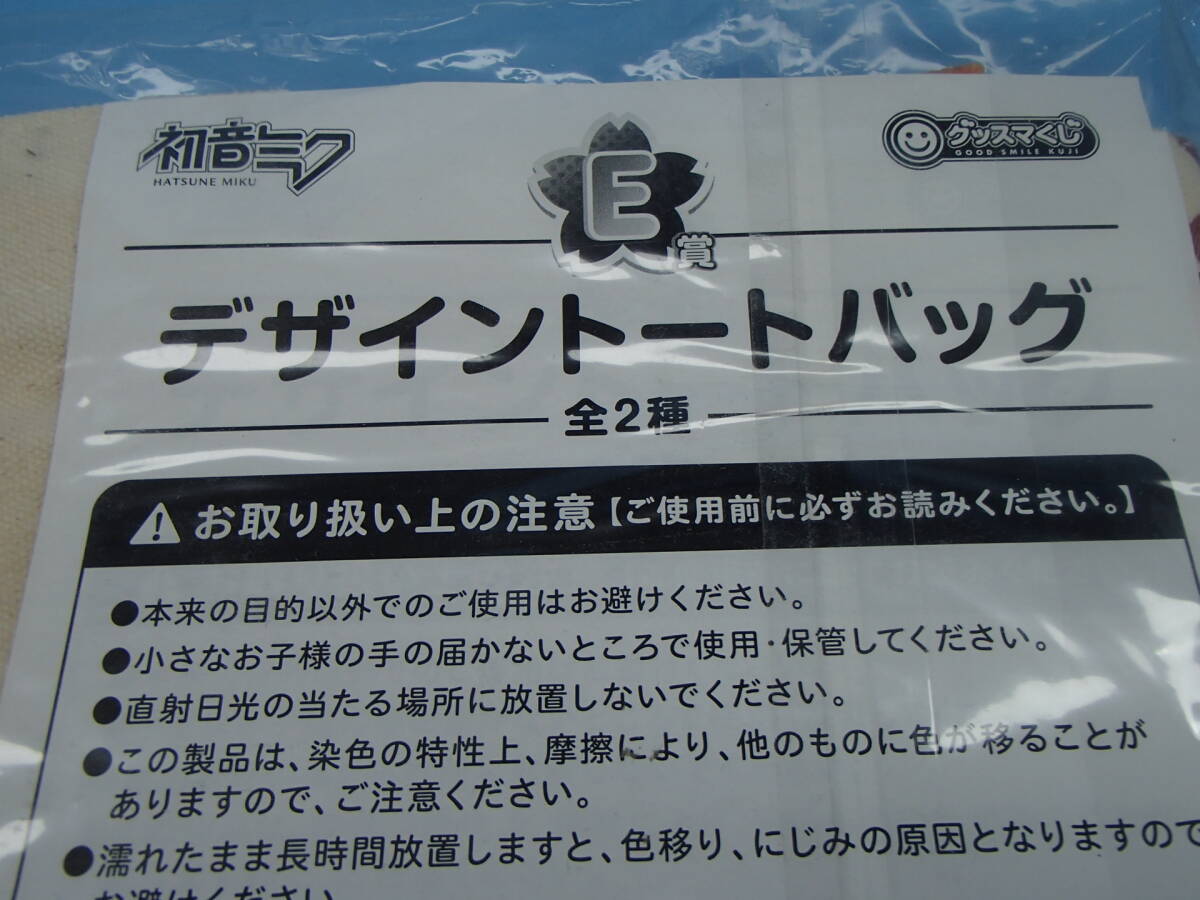 初音ミク
HATSUNE MIKU
E賞
グッスマくじ
GOOD SMILE KUJI
デザイントートバッグ
全2種
お取り扱い上の注意【ご使用前に必ずお読みください。】
●本来の目的以外でのご使用はお避けください。
●小さなお子様の手の届かないところで使用・保管してください。
●直射日光の当たる場所に放置しないでください。
●この製品は、染色の特性上、摩擦により、他のものに色が移ることが
ありますので、ご注意ください。
●濡れたまま長時間放置しますと、色移り、にじみの原因となりますので
お避けください